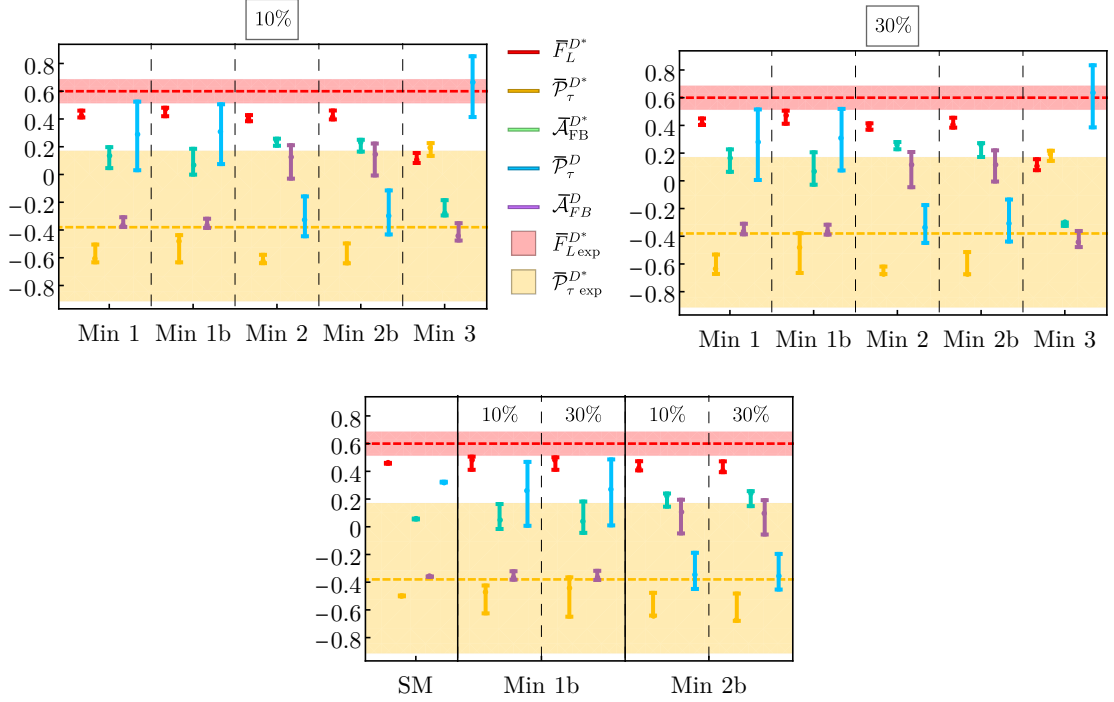 10%
0.8
0.6
0.4
0.2
0
−0.2
−0.4
−0.6
−0.8
Min 1 Min 1b Min 2 Min 2b Min 3
F̅_L^{D*}
P̅_τ^{D*}
A̅_{FB}^{D*}
P̅_τ^D
A̅_{FB}^D
F̅_{L exp}^{D*}
P̅_{τ exp}^{D*}
30%
0.8
0.6
0.4
0.2
0
−0.2
−0.4
−0.6
−0.8
Min 1 Min 1b Min 2 Min 2b Min 3
10% 30% 10% 30%
0.8
0.6
0.4
0.2
0
−0.2
−0.4
−0.6
−0.8
SM Min 1b Min 2b